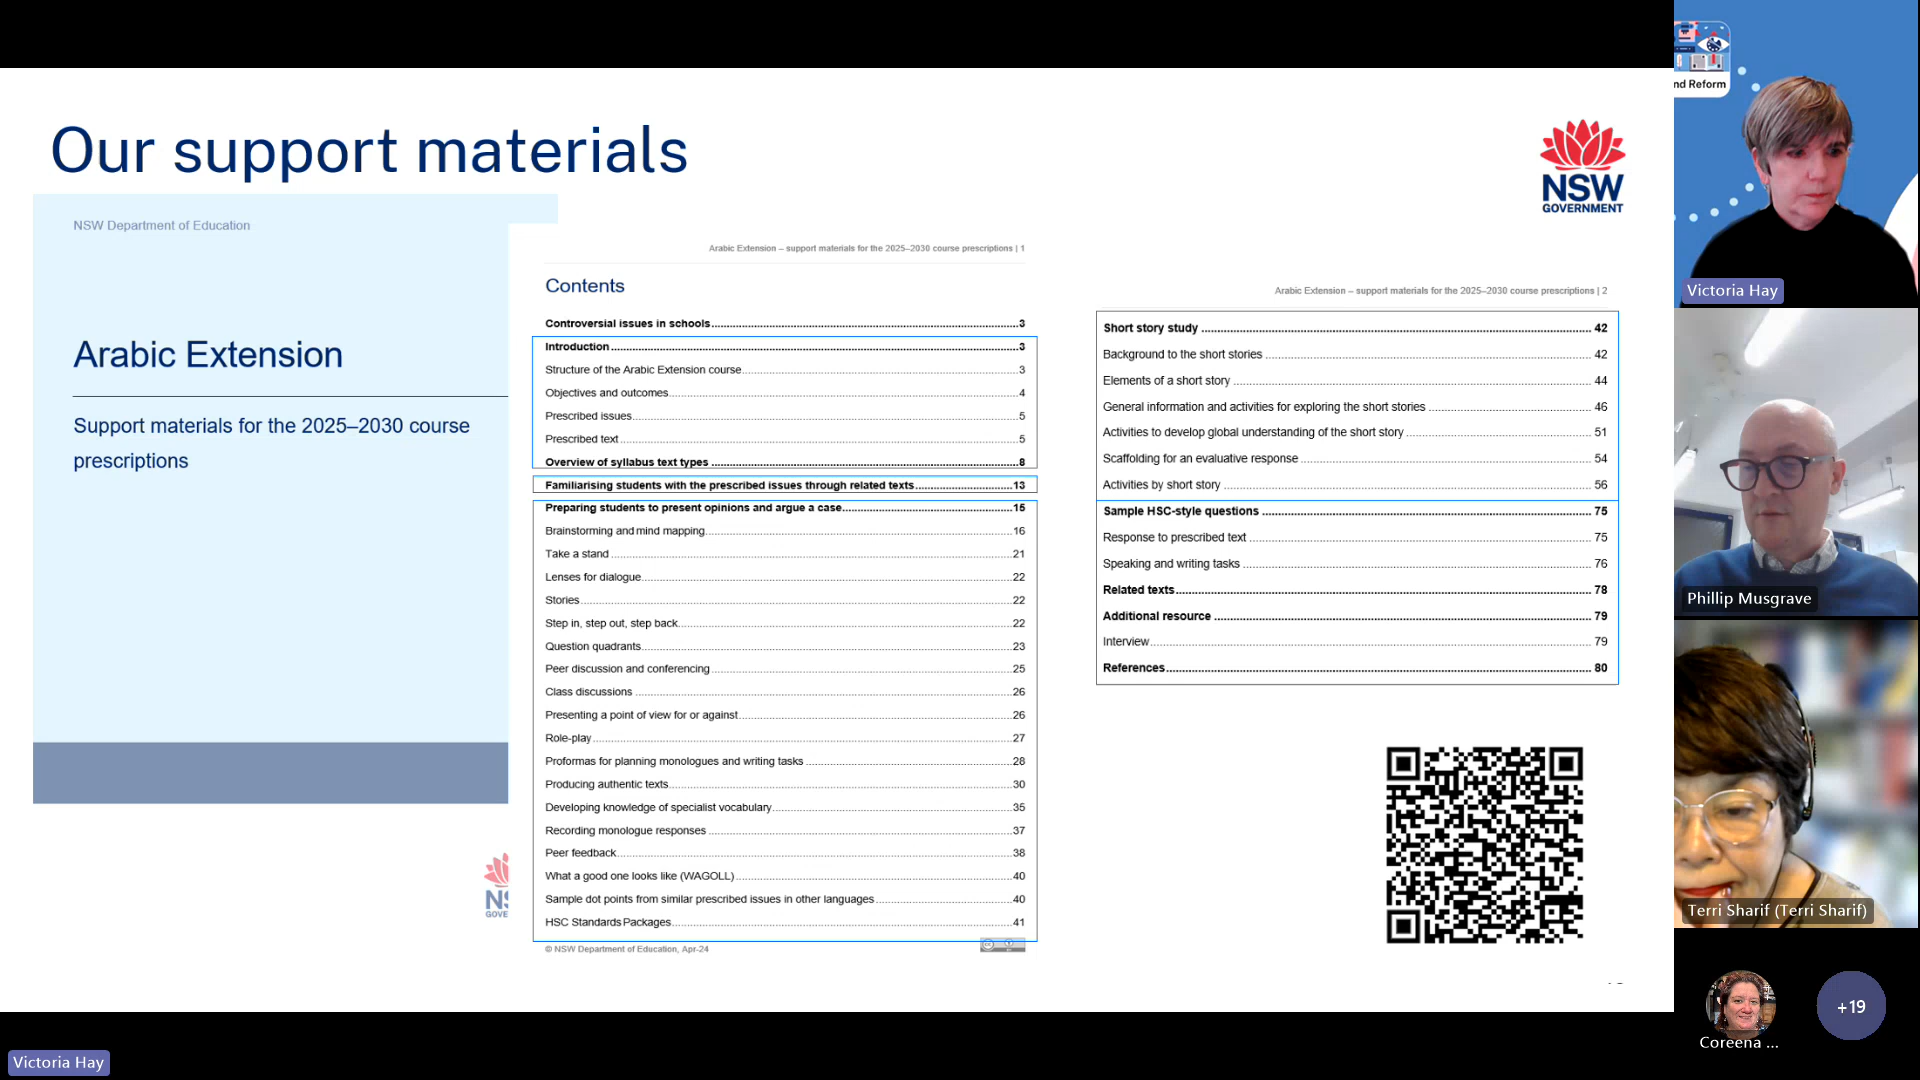 Our support materials
NSW
GOVERNMENT
NSW Department of Education
Arabic Extension
Support materials for the 2025–2030 course
prescriptions
GOVE
Arabic Extension – support materials for the 2025–2030 course prescriptions | 1
Contents
Controversial issues in schools 3
Introduction 3
Structure of the Arabic Extension course 3
Objectives and outcomes 4
Prescribed issues 5
Prescribed text 5
Overview of syllabus text types 8
Familiarising students with the prescribed issues through related texts 13
Preparing students to present opinions and argue a case 15
Brainstorming and mind mapping 16
Take a stand 21
Lenses for dialogue 22
Stories 22
Step in, step out, step back 22
Question quadrants 23
Peer discussion and conferencing 25
Class discussions 26
Presenting a point of view for or against 26
Role-play 27
Proformas for planning monologues and writing tasks 28
Producing authentic texts 30
Developing knowledge of specialist vocabulary 35
Recording monologue responses 37
Peer feedback 38
What a good one looks like (WAGOLL) 40
Sample dot points from similar prescribed issues in other languages 40
HSC Standards Packages 41
© NSW Department of Education, Apr-24
Arabic Extension – support materials for the 2025–2030 course prescriptions | 2
Short story study 42
Background to the short stories 42
Elements of a short story 44
General information and activities for exploring the short stories 46
Activities to develop global understanding of the short story 51
Scaffolding for an evaluative response 54
Activities by short story 56
Sample HSC-style questions 75
Response to prescribed text 75
Speaking and writing tasks 76
Related texts 78
Additional resource 79
Interview 79
References 80
nd Reform
Victoria Hay
Phillip Musgrave
Terri Sharif (Terri Sharif)
Coreena ...
+19
Victoria Hay